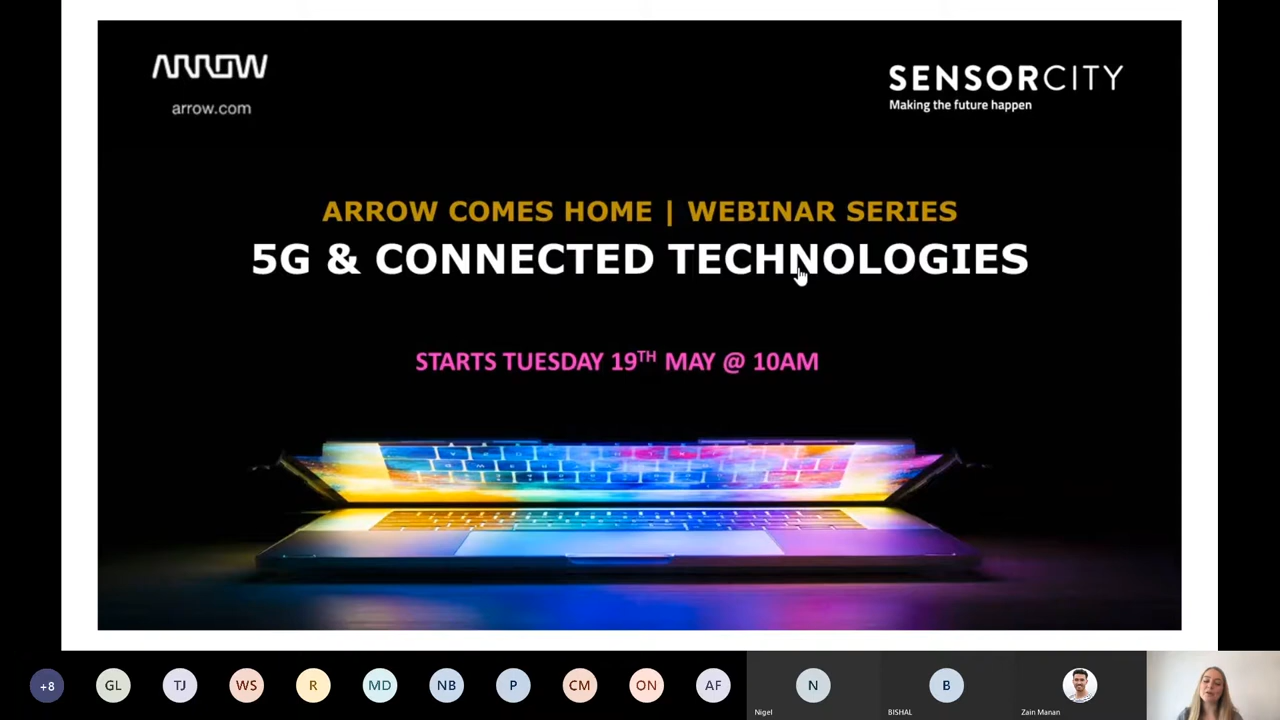 ARROW
arrow.com
SENSORCITY
Making the future happen
ARROW COMES HOME | WEBINAR SERIES
5G & CONNECTED TECHNOLOGIES
STARTS TUESDAY 19TH MAY @ 10AM
+8
GL
TJ
WS
R
MD
NB
P
CM
ON
AF
N
Nigel
B
BISHAL
Zain Manan